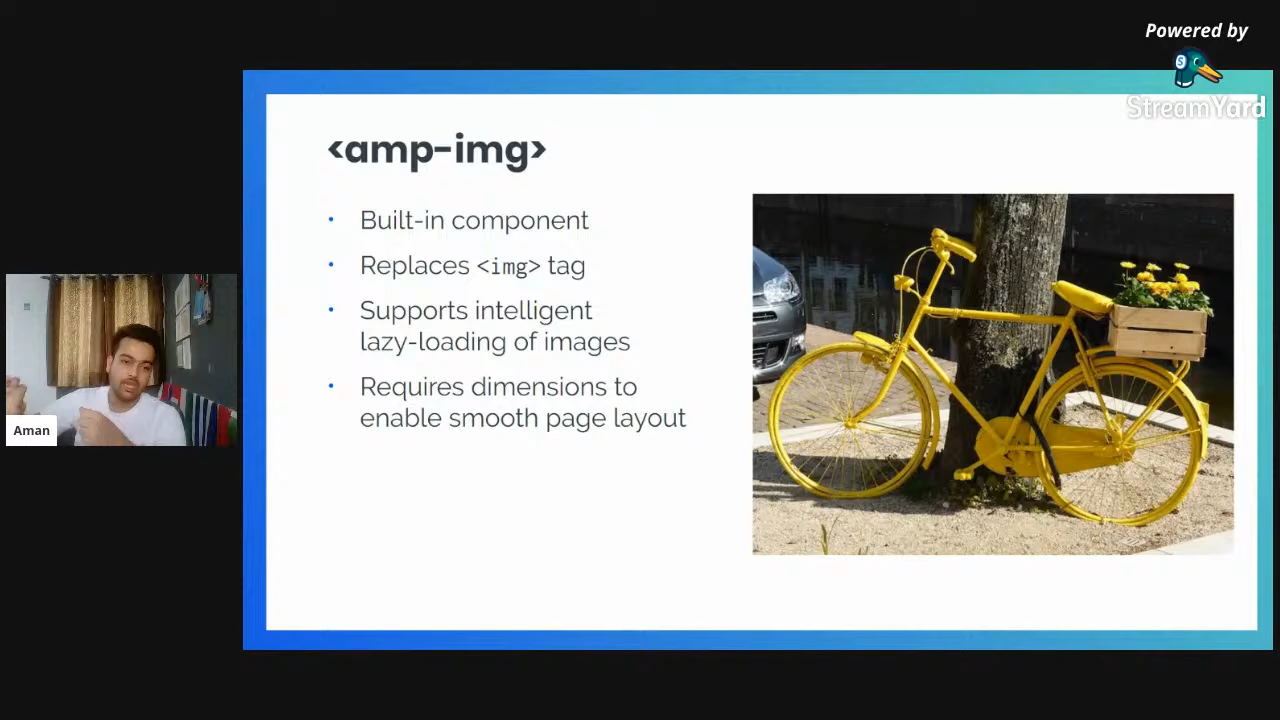 Powered by
StreamYard
<amp-img>
Built-in component
Replaces <img> tag
Supports intelligent
lazy-loading of images
Requires dimensions to
enable smooth page layout
Aman